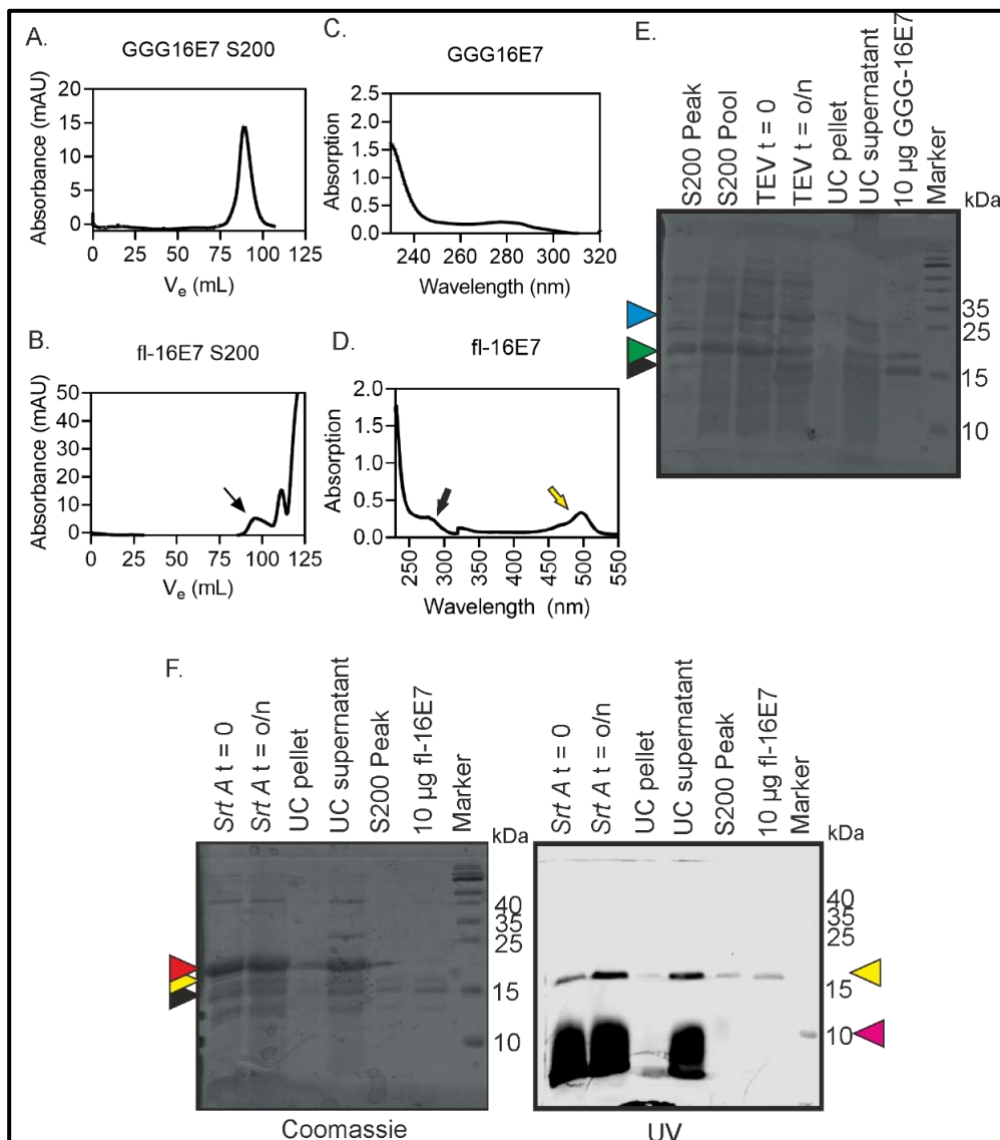 A.
GGG16E7 S200
Absorbance (mAU)
20
15
10
5
0
0 25 50 75 100 125
Ve (mL)
B.
fl-16E7 S200
Absorbance (mAU)
50
40
30
20
10
0
0 25 50 75 100 125
Ve (mL)
C.
GGG16E7
Absorption
2.5
2.0
1.5
1.0
0.5
0.0
240 260 280 300 320
Wavelength (nm)
D.
fl-16E7
Absorption
2.0
1.5
1.0
0.5
0.0
250 300 350 400 450 500 550
Wavelength (nm)
E.
S200 Peak
S200 Pool
TEV t = 0
TEV t = o/n
UC pellet
UC supernatant
10 µg GGG-16E7
Marker
kDa
35
25
15
10
F.
Srt A t = 0
Srt A t = o/n
UC pellet
UC supernatant
S200 Peak
10 µg fl-16E7
Marker
kDa
40
35
25
15
10
Coomassie
Srt A t = 0
Srt A t = o/n
UC pellet
UC supernatant
S200 Peak
10 µg fl-16E7
Marker
kDa
40
35
25
15
10
UV